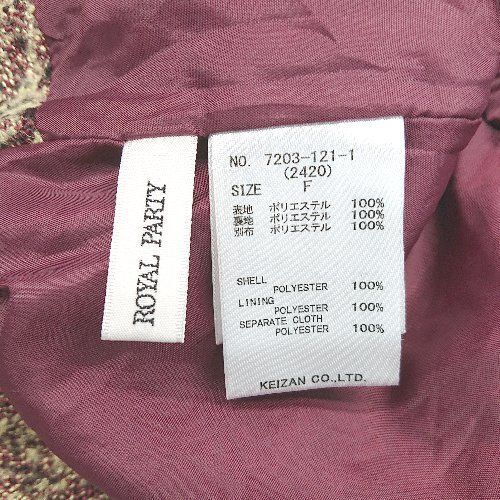 ROYAL PARTY
NO. 7203-121-1
(2420)
SIZE F
表地 ポリエステル 100%
裏地 ポリエステル 100%
別布 ポリエステル 100%
SHELL
POLYESTER 100%
LINING
POLYESTER 100%
SEPARATE CLOTH
POLYESTER 100%
KEIZAN CO.,LTD.